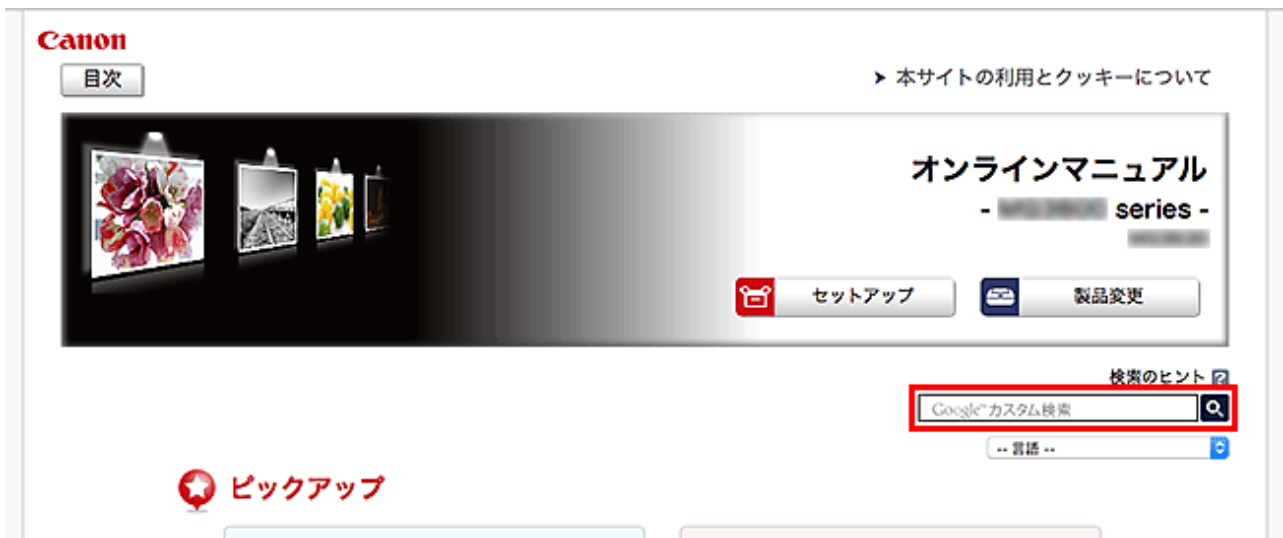 Canon
目次
本サイトの利用とクッキーについて
オンラインマニュアル
- series -
セットアップ
製品変更
検索のヒント ?
Google™カスタム検索
-- 言語 --
ピックアップ